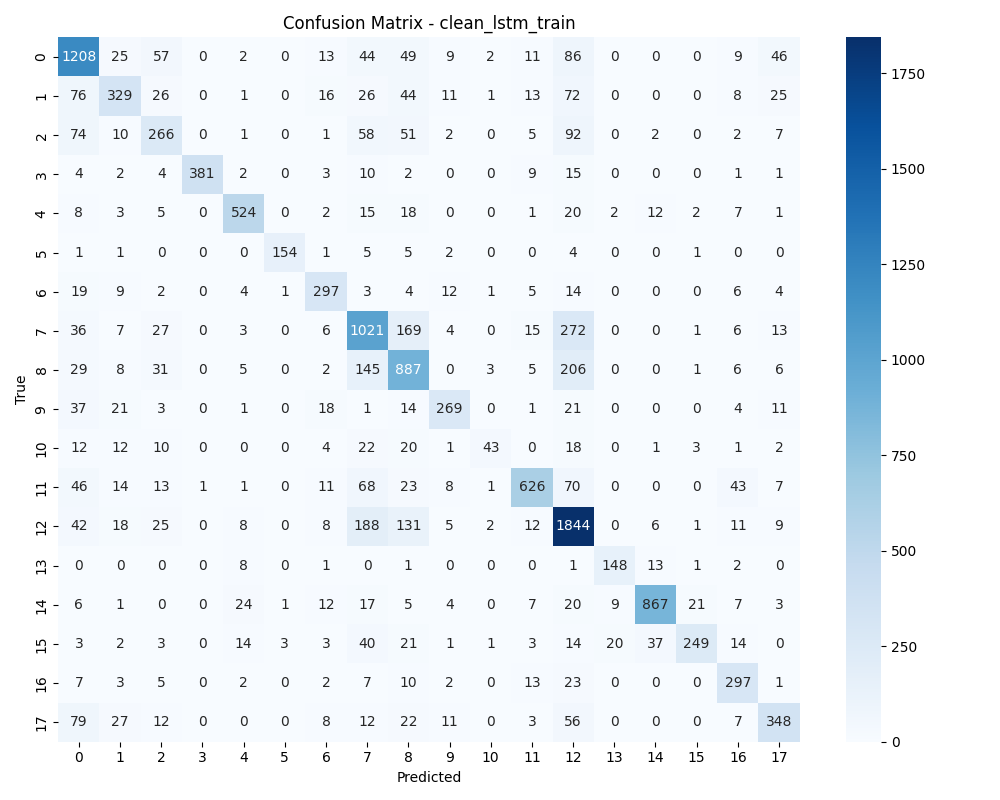 Confusion Matrix - clean_lstm_train
0 1208 25 57 0 2 0 13 44 49 9 2 11 86 0 0 0 9 46
1 76 329 26 0 1 0 16 26 44 11 1 13 72 0 0 0 8 25
2 74 10 266 0 1 0 1 58 51 2 0 5 92 0 2 0 2 7
3 4 2 4 381 2 0 3 10 2 0 0 9 15 0 0 0 1 1
4 8 3 5 0 524 0 2 15 18 0 0 1 20 2 12 2 7 1
5 1 1 0 0 0 154 1 5 5 2 0 0 4 0 0 1 0 0
6 19 9 2 0 4 1 297 3 4 12 1 5 14 0 0 0 6 4
7 36 7 27 0 3 0 6 1021 169 4 0 15 272 0 0 1 6 13
8 29 8 31 0 5 0 2 145 887 0 3 5 206 0 0 1 6 6
9 37 21 3 0 1 0 18 1 14 269 0 1 21 0 0 0 4 11
10 12 12 10 0 0 0 4 22 20 1 43 0 18 0 1 3 1 2
11 46 14 13 1 1 0 11 68 23 8 1 626 70 0 0 0 43 7
12 42 18 25 0 8 0 8 188 131 5 2 12 1844 0 6 1 11 9
13 0 0 0 0 8 0 1 0 1 0 0 0 1 148 13 1 2 0
14 6 1 0 0 24 1 12 17 5 4 0 7 20 9 867 21 7 3
15 3 2 3 0 14 3 3 40 21 1 1 3 14 20 37 249 14 0
16 7 3 5 0 2 0 2 7 10 2 0 13 23 0 0 0 297 1
17 79 27 12 0 0 0 8 12 22 11 0 3 56 0 0 0 7 348
0 1 2 3 4 5 6 7 8 9 10 11 12 13 14 15 16 17
Predicted
True
1750
1500
1250
1000
750
500
250
0